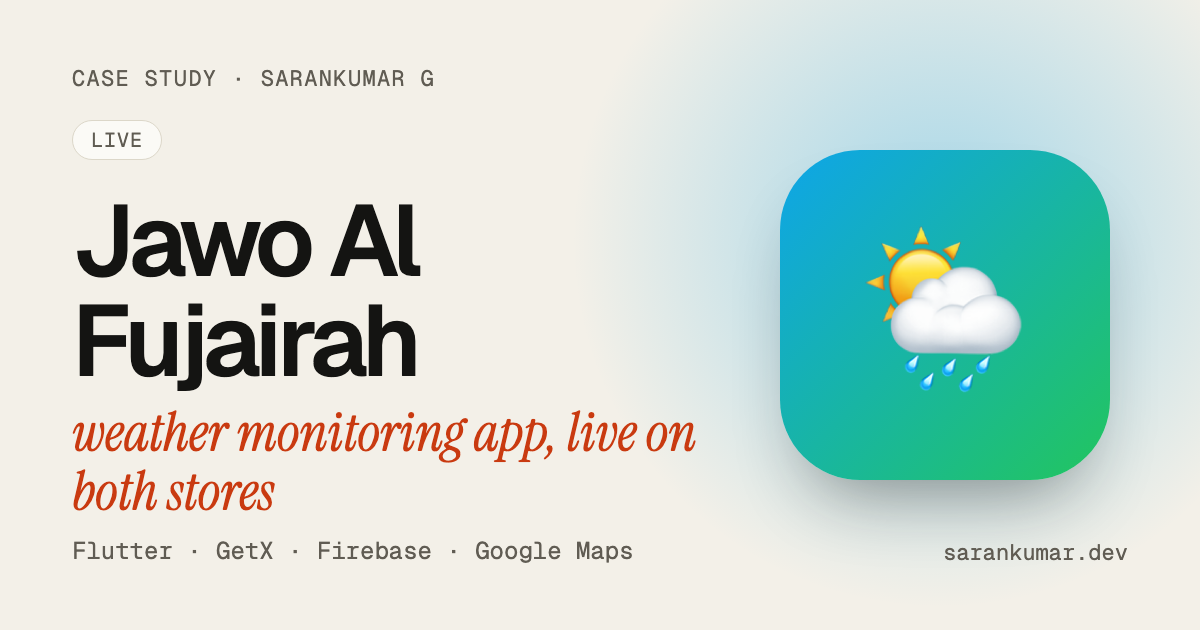 CASE STUDY · SARANKUMAR G
LIVE
Jawo Al
Fujairah
weather monitoring app, live on
both stores
Flutter · GetX · Firebase · Google Maps
sarankumar.dev